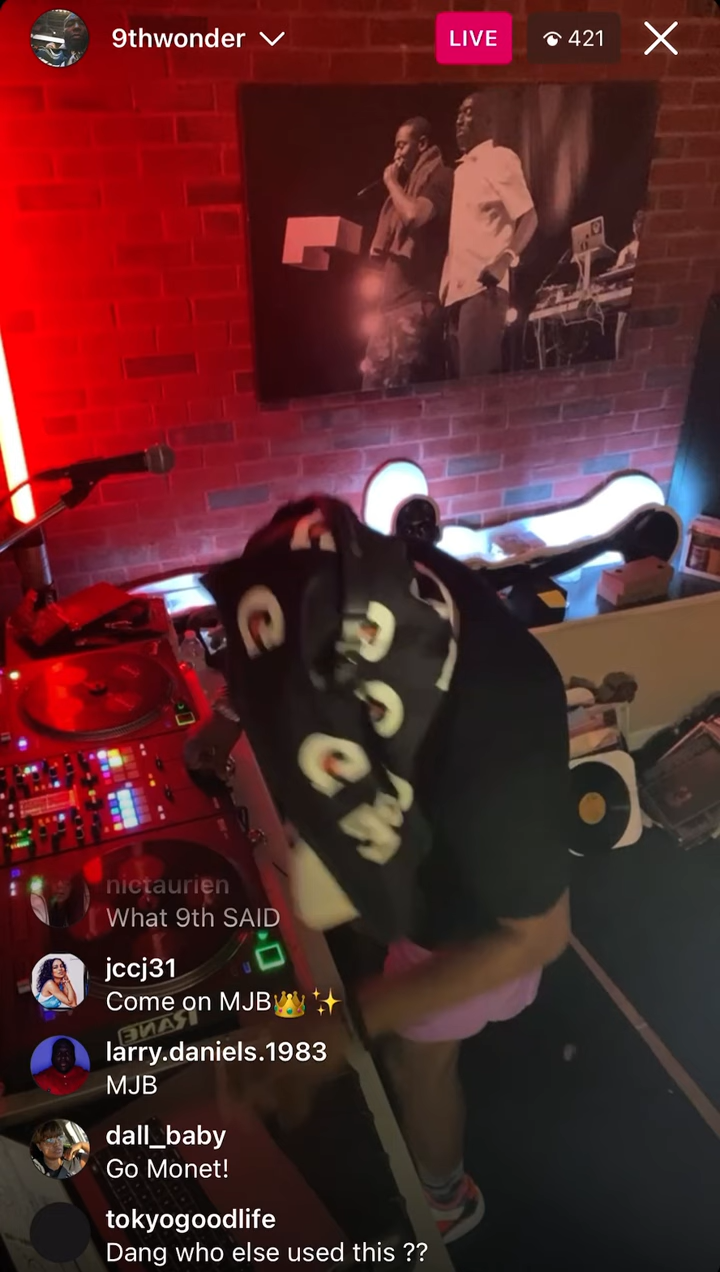 9thwonder
LIVE
421
RANE
nictaurien
What 9th SAID
jccj31
Come on MJB👑✨
larry.daniels.1983
MJB
dall_baby
Go Monet!
tokyogoodlife
Dang who else used this ??